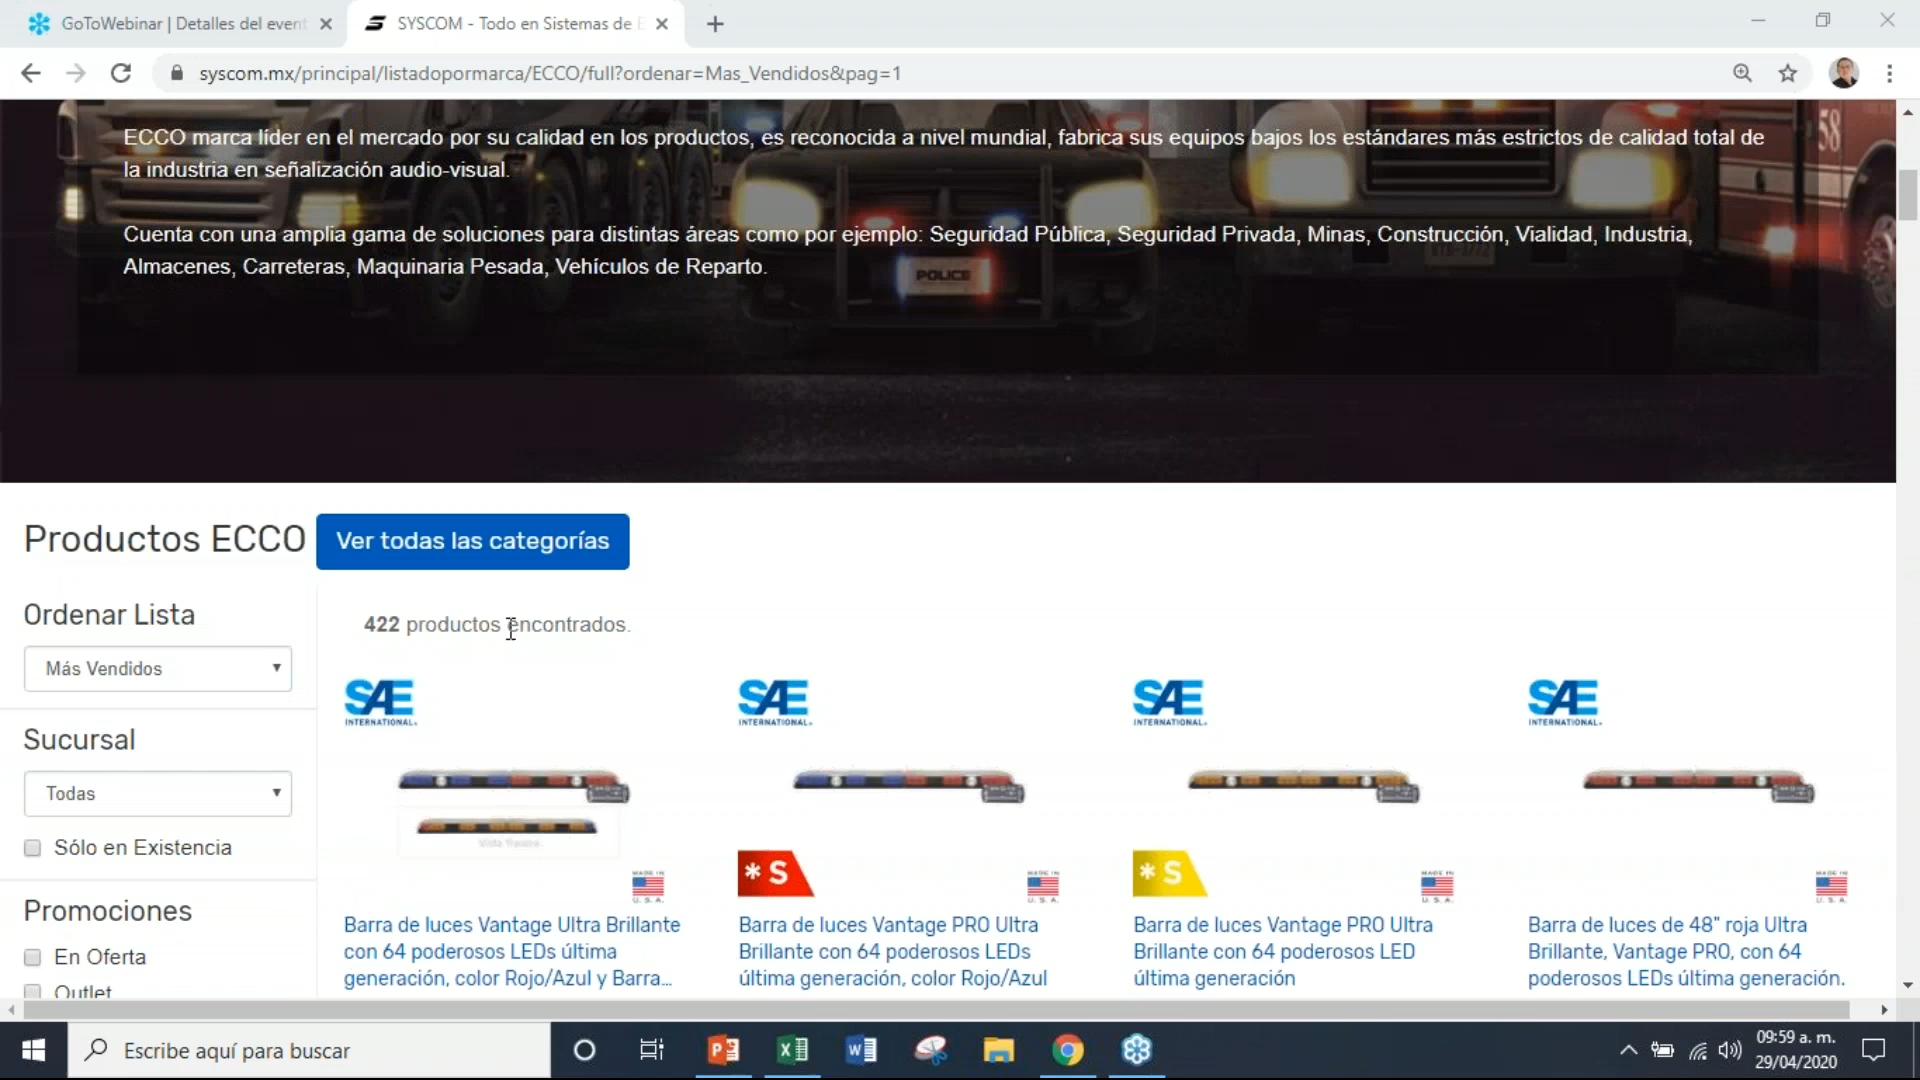 GoToWebinar | Detalles del event
SYSCOM - Todo en Sistemas de E
syscom.mx/principal/listadopormarca/ECCO/full?ordenar=Mas_Vendidos&pag=1
ECCO marca líder en el mercado por su calidad en los productos, es reconocida a nivel mundial, fabrica sus equipos bajos los estándares más estrictos de calidad total de
la industria en señalización audio-visual.
Cuenta con una amplia gama de soluciones para distintas áreas como por ejemplo: Seguridad Pública, Seguridad Privada, Minas, Construcción, Vialidad, Industria,
Almacenes, Carreteras, Maquinaria Pesada, Vehículos de Reparto.
POLICE
58
Productos ECCO
Ver todas las categorías
Ordenar Lista
Más Vendidos
Sucursal
Todas
Sólo en Existencia
Promociones
En Oferta
Outlet
422 productos encontrados.
SAE
INTERNATIONAL.
SAE
INTERNATIONAL.
SAE
INTERNATIONAL.
SAE
INTERNATIONAL.
*S
*S
MADE IN
U.S.A.
MADE IN
U.S.A.
MADE IN
U.S.A.
MADE IN
U.S.A.
Barra de luces Vantage Ultra Brillante
con 64 poderosos LEDs última
generación, color Rojo/Azul y Barra...
Barra de luces Vantage PRO Ultra
Brillante con 64 poderosos LEDs
última generación, color Rojo/Azul
Barra de luces Vantage PRO Ultra
Brillante con 64 poderosos LED
última generación
Barra de luces de 48" roja Ultra
Brillante, Vantage PRO, con 64
poderosos LEDs última generación.
Escribe aquí para buscar
09:59 a. m.
29/04/2020